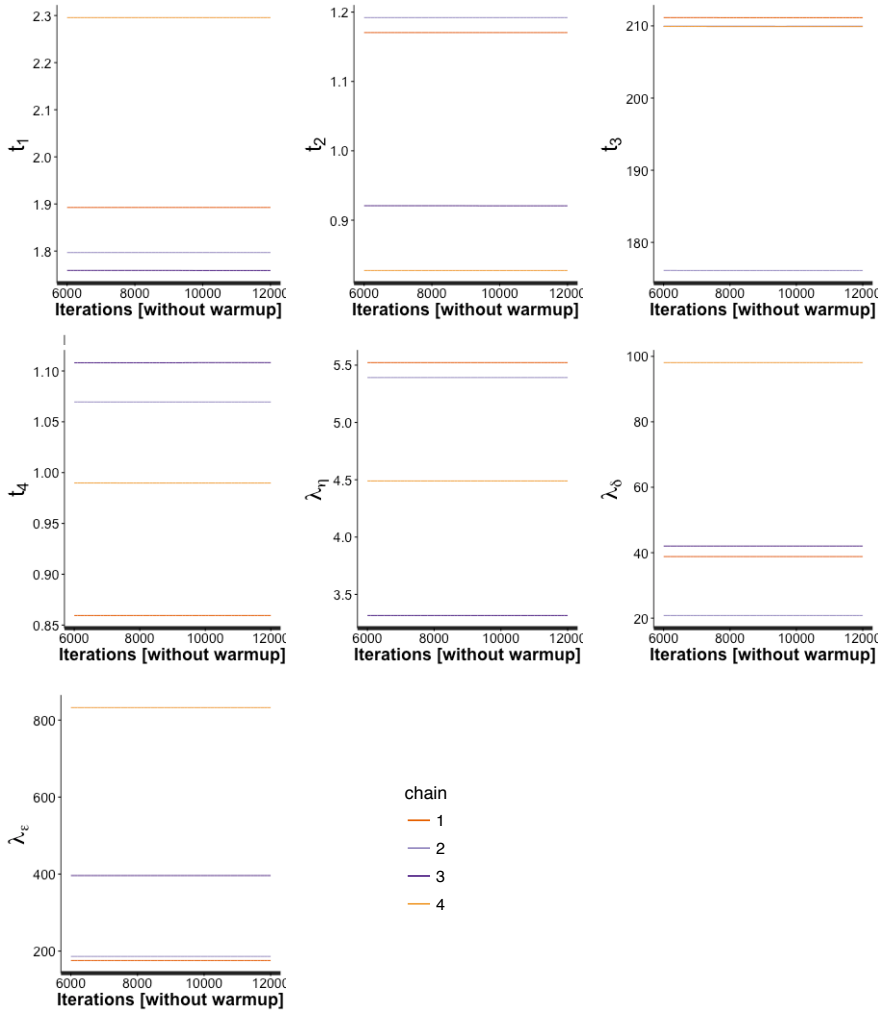 2.3
2.2
2.1
2.0
1.9
1.8
t1
6000 8000 10000 12000
Iterations [without warmup]
1.2
1.1
1.0
0.9
t2
6000 8000 10000 12000
Iterations [without warmup]
210
200
190
180
t3
6000 8000 10000 12000
Iterations [without warmup]
1.10
1.05
1.00
0.95
0.90
0.85
t4
6000 8000 10000 12000
Iterations [without warmup]
5.5
5.0
4.5
4.0
3.5
λη
6000 8000 10000 12000
Iterations [without warmup]
100
80
60
40
20
λδ
6000 8000 10000 12000
Iterations [without warmup]
800
600
400
200
λε
6000 8000 10000 12000
Iterations [without warmup]
chain
1
2
3
4